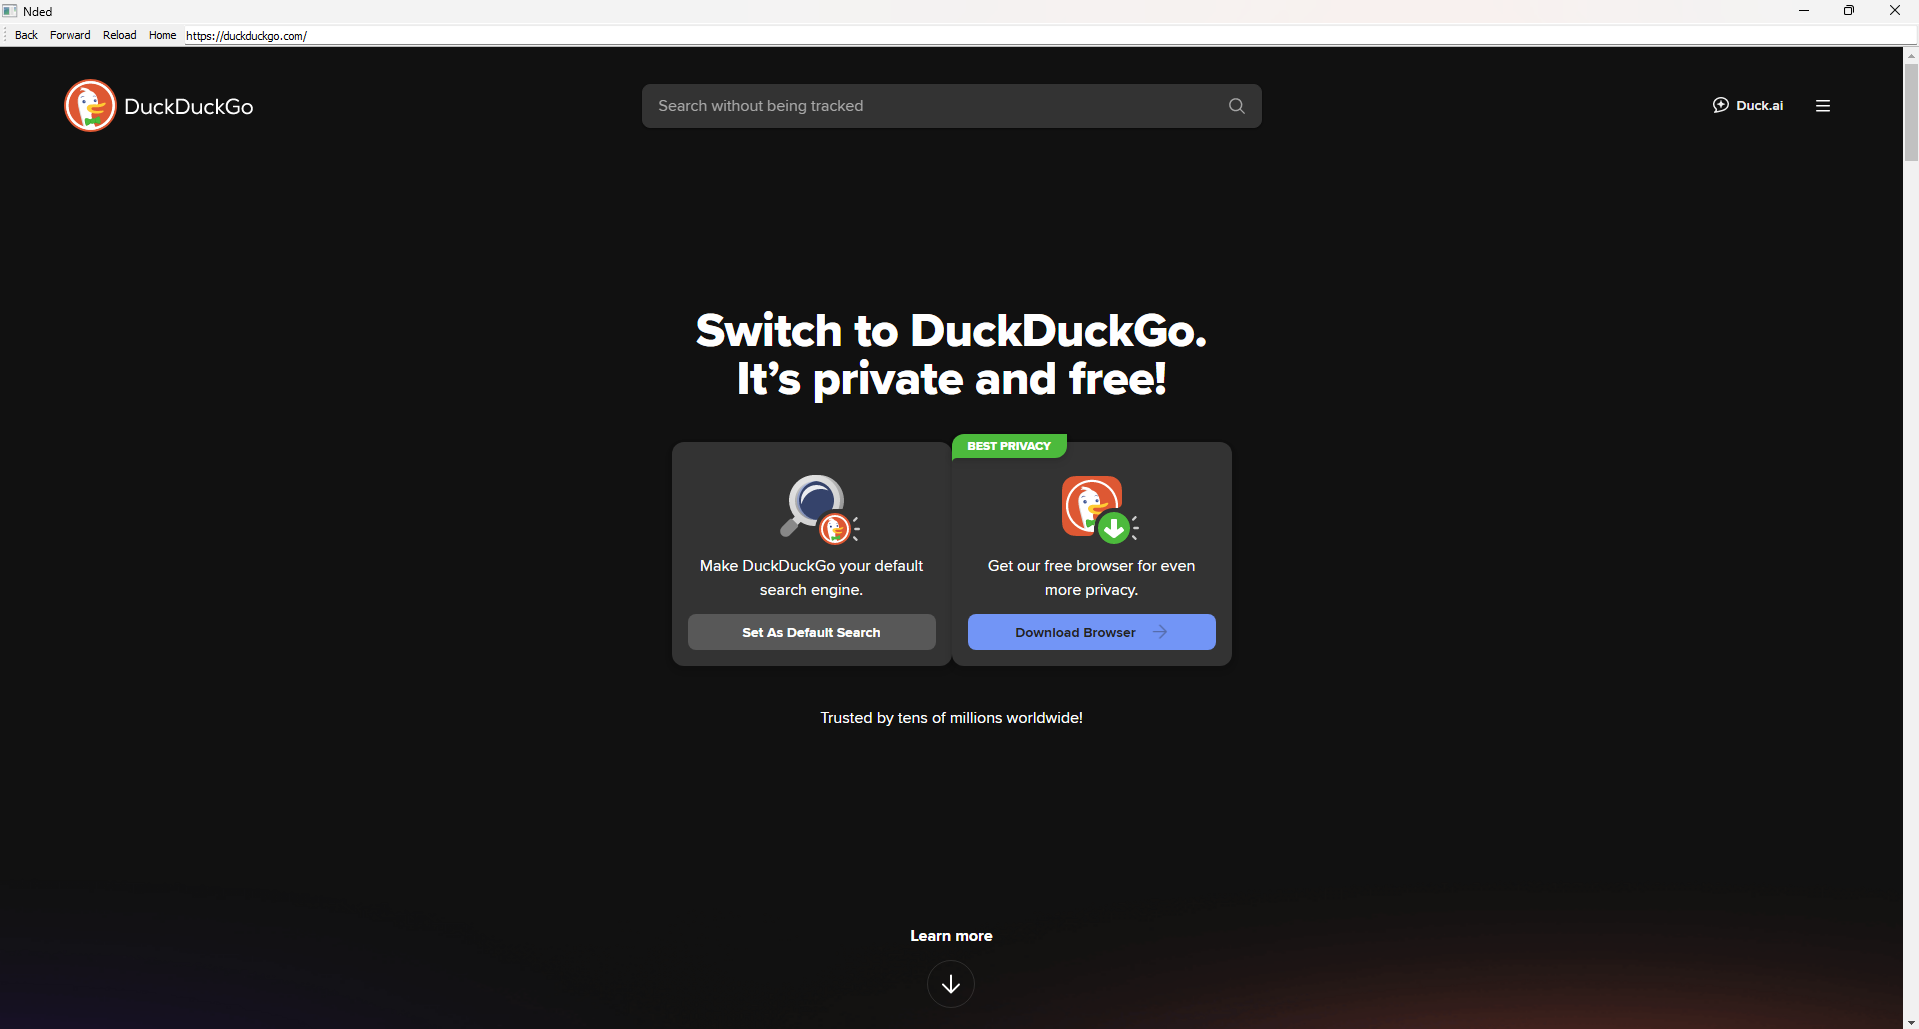 Nded
Back Forward Reload Home https://duckduckgo.com/
DuckDuckGo
Search without being tracked
Duck.ai
Switch to DuckDuckGo.
It’s private and free!
Make DuckDuckGo your default
search engine.
Set As Default Search
BEST PRIVACY
Get our free browser for even
more privacy.
Download Browser
Trusted by tens of millions worldwide!
Learn more